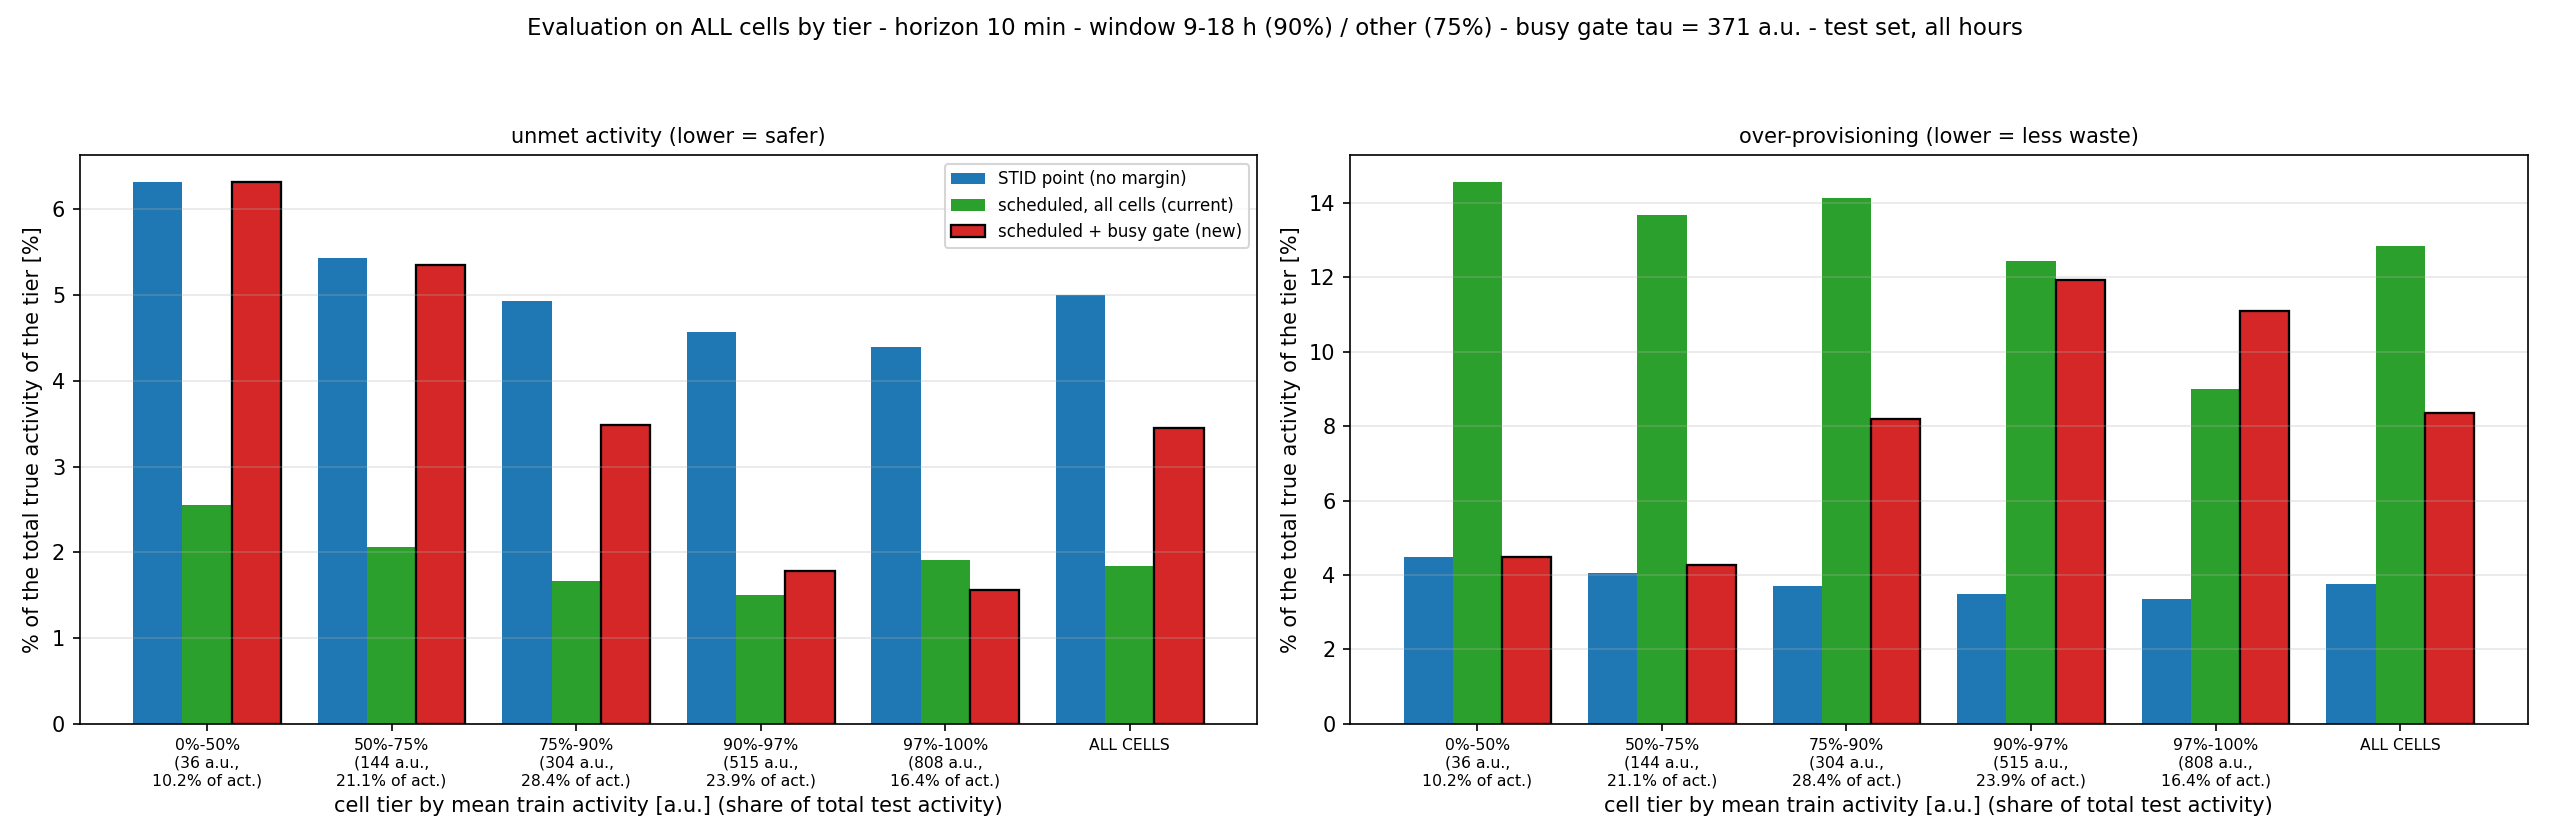 Evaluation on ALL cells by tier - horizon 10 min - window 9-18 h (90%) / other (75%) - busy gate tau = 371 a.u. - test set, all hours
unmet activity (lower = safer)
% of the total true activity of the tier [%]
6
5
4
3
2
1
0
STID point (no margin)
scheduled, all cells (current)
scheduled + busy gate (new)
0%-50%
(36 a.u.,
10.2% of act.)
50%-75%
(144 a.u.,
21.1% of act.)
75%-90%
(304 a.u.,
28.4% of act.)
90%-97%
(515 a.u.,
23.9% of act.)
97%-100%
(808 a.u.,
16.4% of act.)
ALL CELLS
cell tier by mean train activity [a.u.] (share of total test activity)
over-provisioning (lower = less waste)
% of the total true activity of the tier [%]
14
12
10
8
6
4
2
0
0%-50%
(36 a.u.,
10.2% of act.)
50%-75%
(144 a.u.,
21.1% of act.)
75%-90%
(304 a.u.,
28.4% of act.)
90%-97%
(515 a.u.,
23.9% of act.)
97%-100%
(808 a.u.,
16.4% of act.)
ALL CELLS
cell tier by mean train activity [a.u.] (share of total test activity)